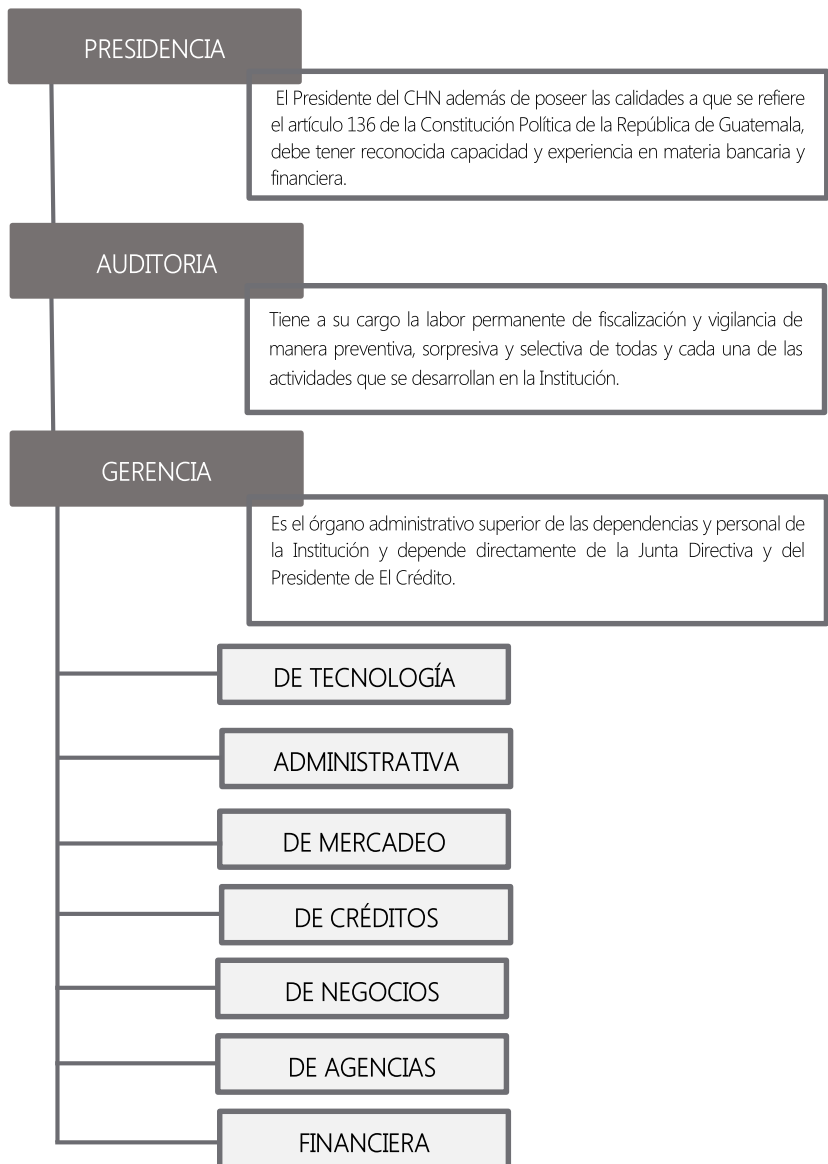 PRESIDENCIA
El Presidente del CHN además de poseer las calidades a que se refiere
el artículo 136 de la Constitución Política de la República de Guatemala,
debe tener reconocida capacidad y experiencia en materia bancaria y
financiera.
AUDITORIA
Tiene a su cargo la labor permanente de fiscalización y vigilancia de
manera preventiva, sorpresiva y selectiva de todas y cada una de las
actividades que se desarrollan en la Institución.
GERENCIA
Es el órgano administrativo superior de las dependencias y personal de
la Institución y depende directamente de la Junta Directiva y del
Presidente de El Crédito.
DE TECNOLOGÍA
ADMINISTRATIVA
DE MERCADEO
DE CRÉDITOS
DE NEGOCIOS
DE AGENCIAS
FINANCIERA